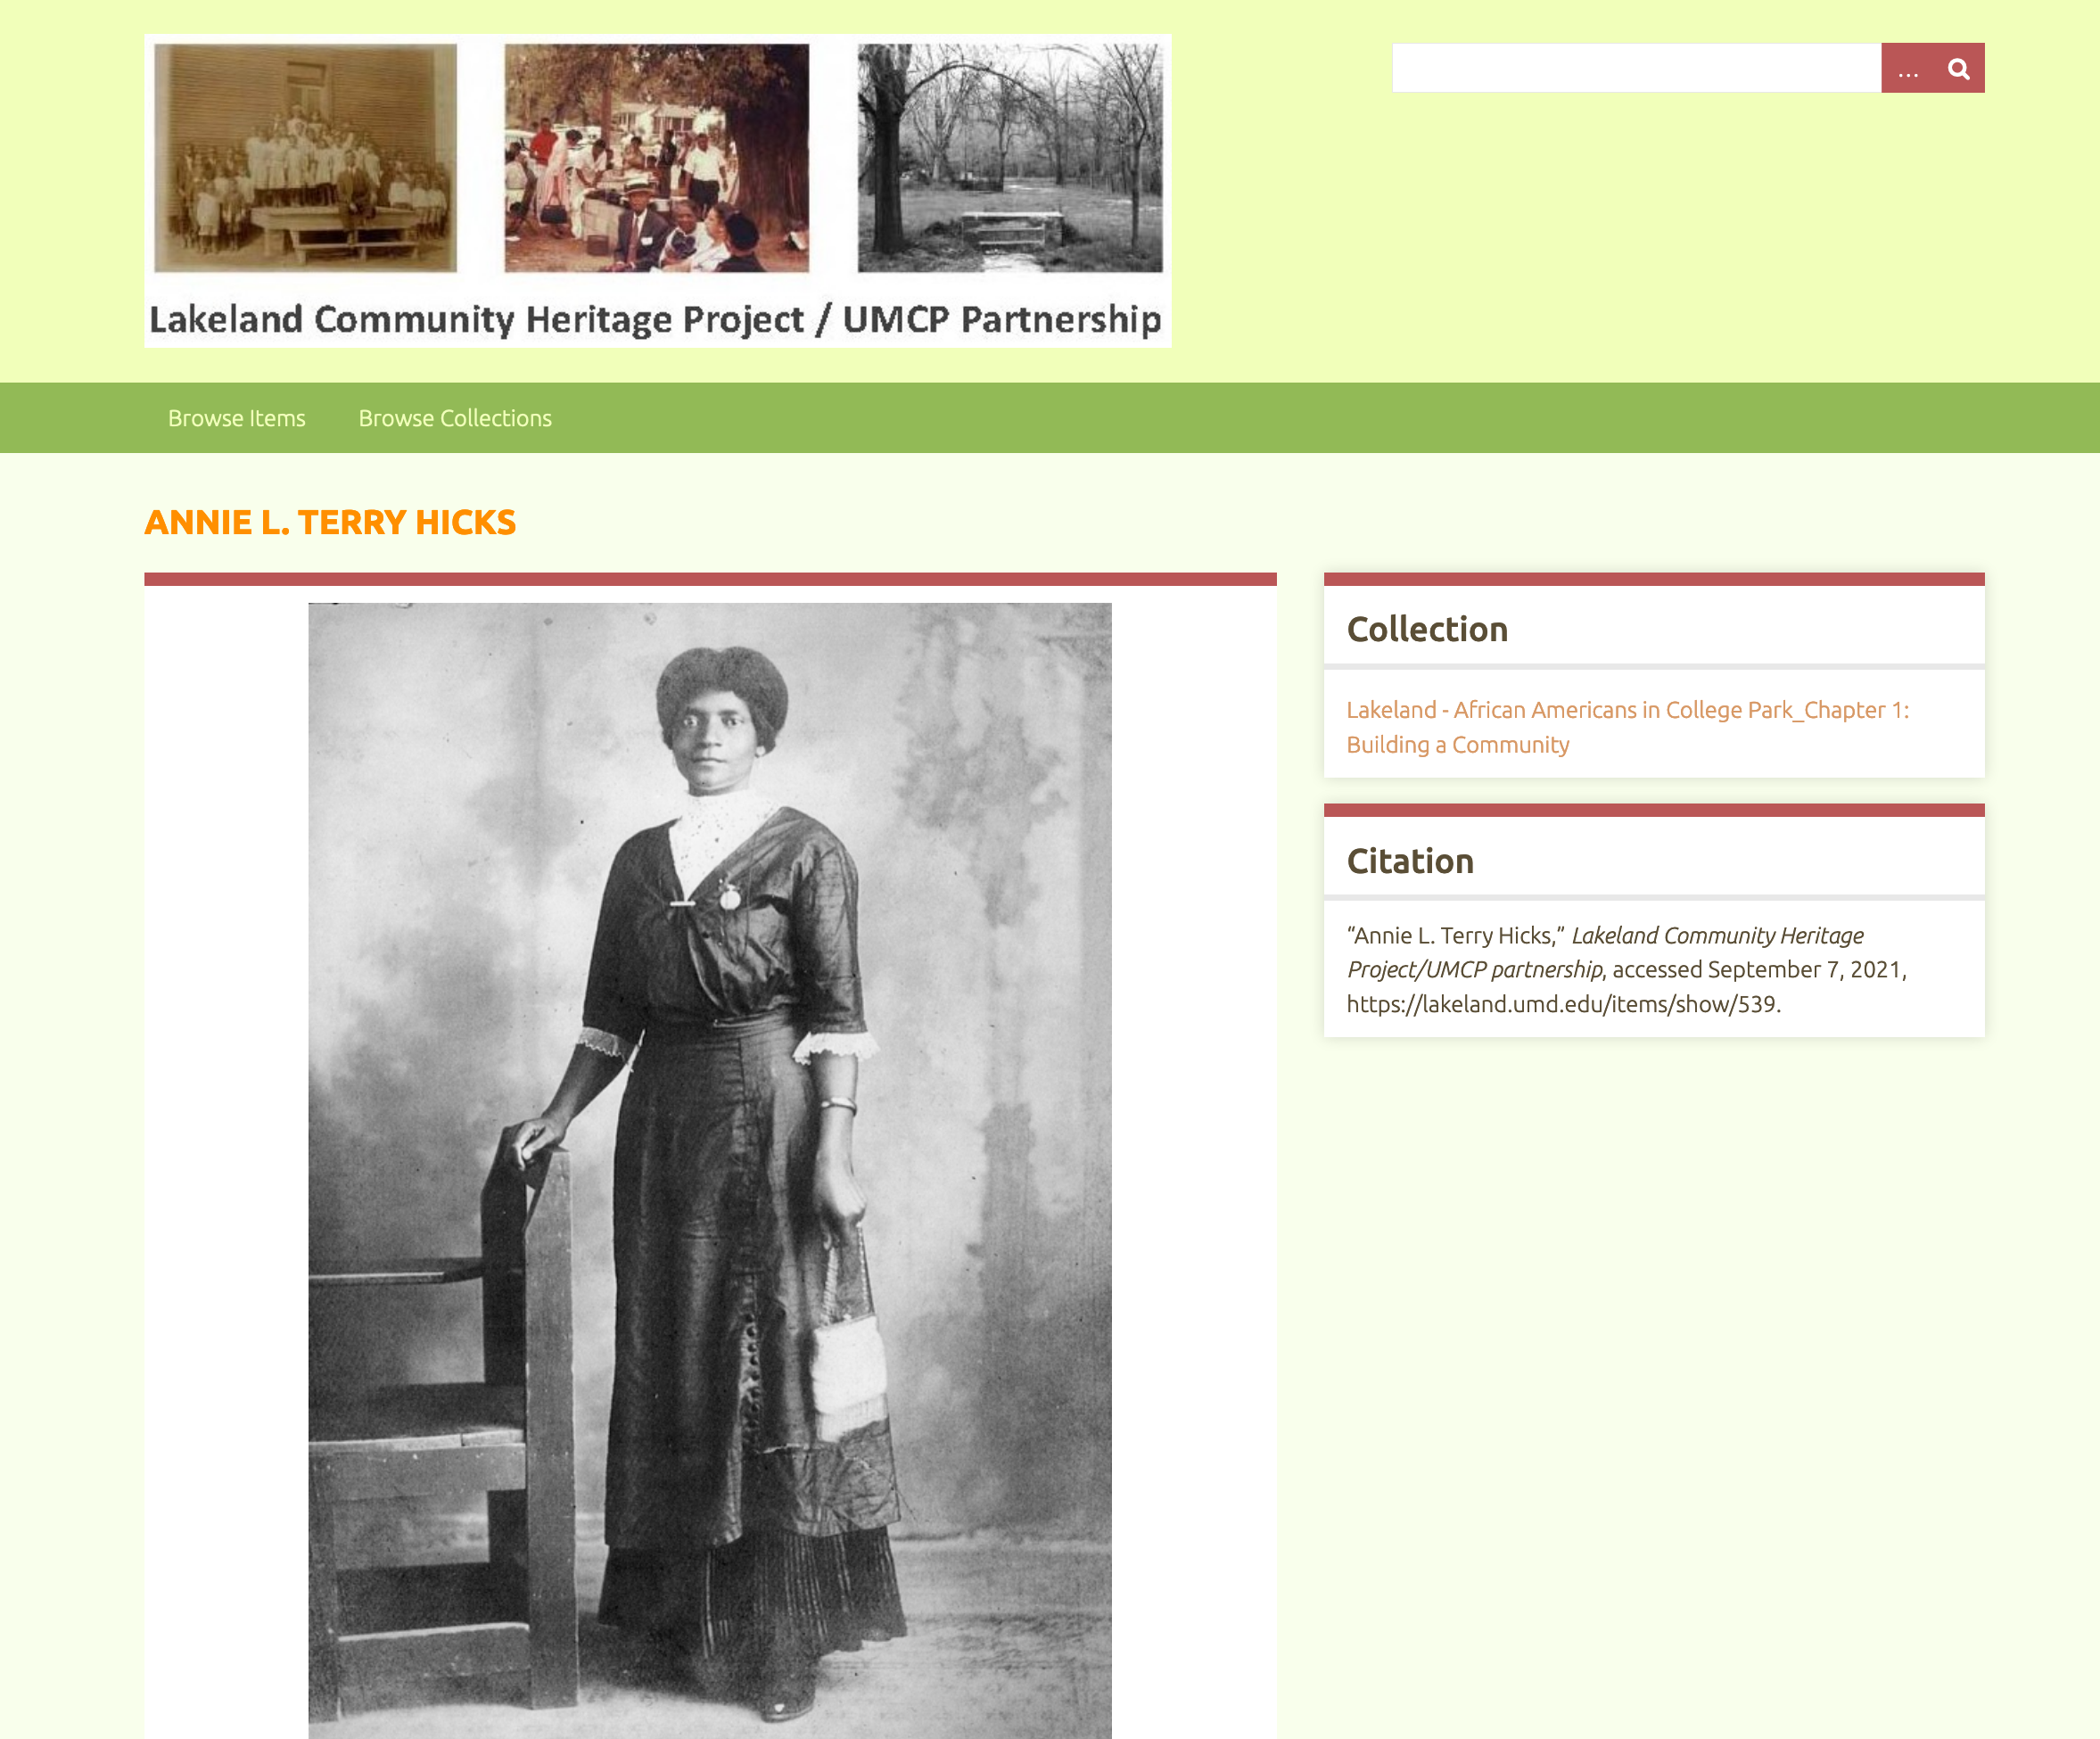 Lakeland Community Heritage Project / UMCP Partnership
...
Browse Items Browse Collections
ANNIE L. TERRY HICKS
Collection
Lakeland - African Americans in College Park_Chapter 1:
Building a Community
Citation
“Annie L. Terry Hicks,” Lakeland Community Heritage
Project/UMCP partnership, accessed September 7, 2021,
https://lakeland.umd.edu/items/show/539.